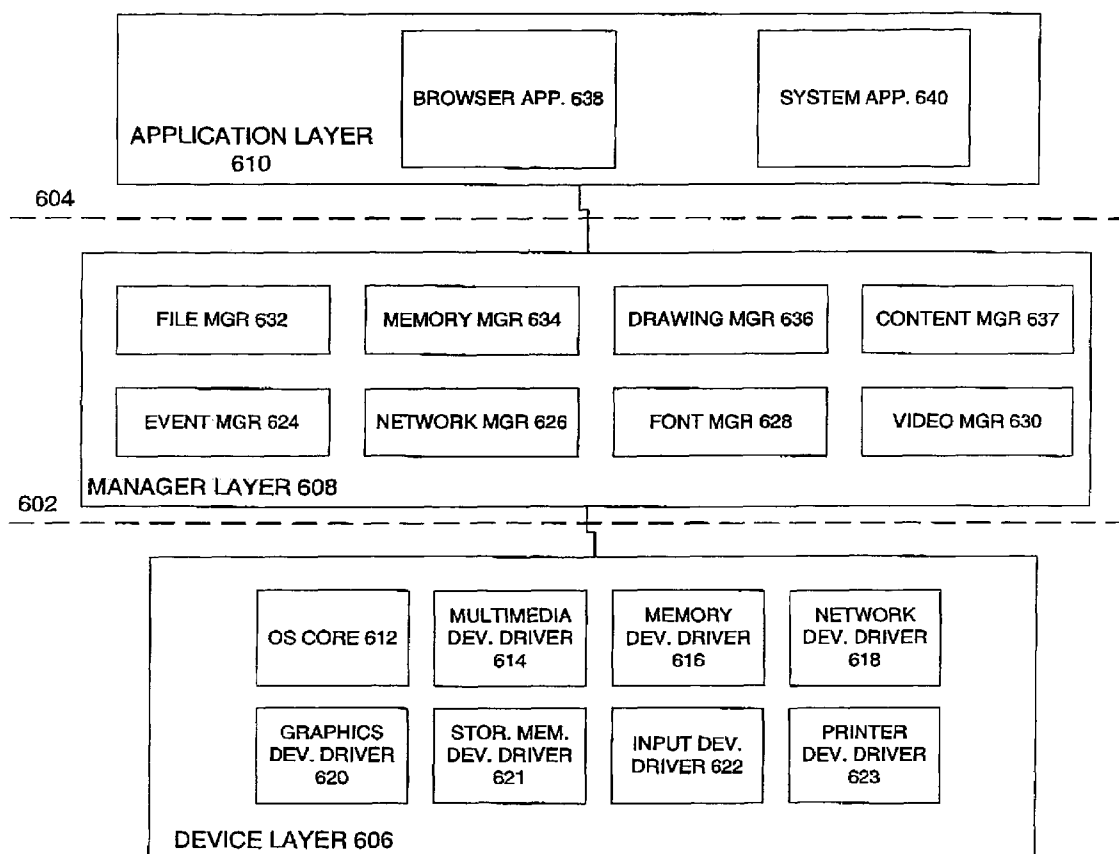 BROWSER APP. 638
SYSTEM APP. 640
APPLICATION LAYER
610
604
FILE MGR 632
MEMORY MGR 634
DRAWING MGR 636
CONTENT MGR 637
EVENT MGR 624
NETWORK MGR 626
FONT MGR 628
VIDEO MGR 630
MANAGER LAYER 608
602
OS CORE 612
MULTIMEDIA
DEV. DRIVER
614
MEMORY
DEV. DRIVER
616
NETWORK
DEV. DRIVER
618
GRAPHICS
DEV. DRIVER
620
STOR. MEM.
DEV. DRIVER
621
INPUT DEV.
DRIVER 622
PRINTER
DEV. DRIVER
623
DEVICE LAYER 606